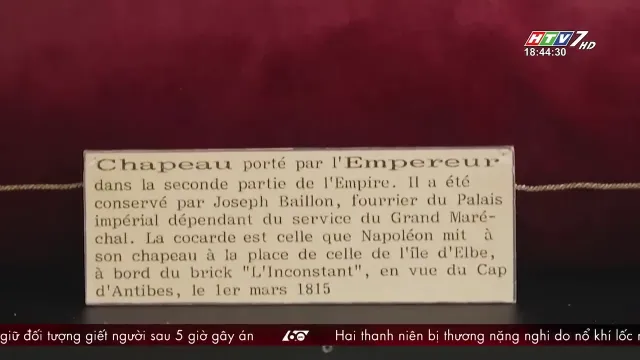 HTV7 HD
18:44:30
Chapeau porté par l'Empereur
dans la seconde partie de l'Empire. Il a été
conservé par Joseph Baillon, fourrier du Palais
impérial dépendant du service du Grand Maré-
chal. La cocarde est celle que Napoléon mit à
son chapeau à la place de celle de l'île d'Elbe,
à bord du brick "L'Inconstant", en vue du Cap
d'Antibes, le 1er mars 1815
giữ đối tượng giết người sau 5 giờ gây án 60 Hai thanh niên bị thương nặng nghi do nổ khí lốc